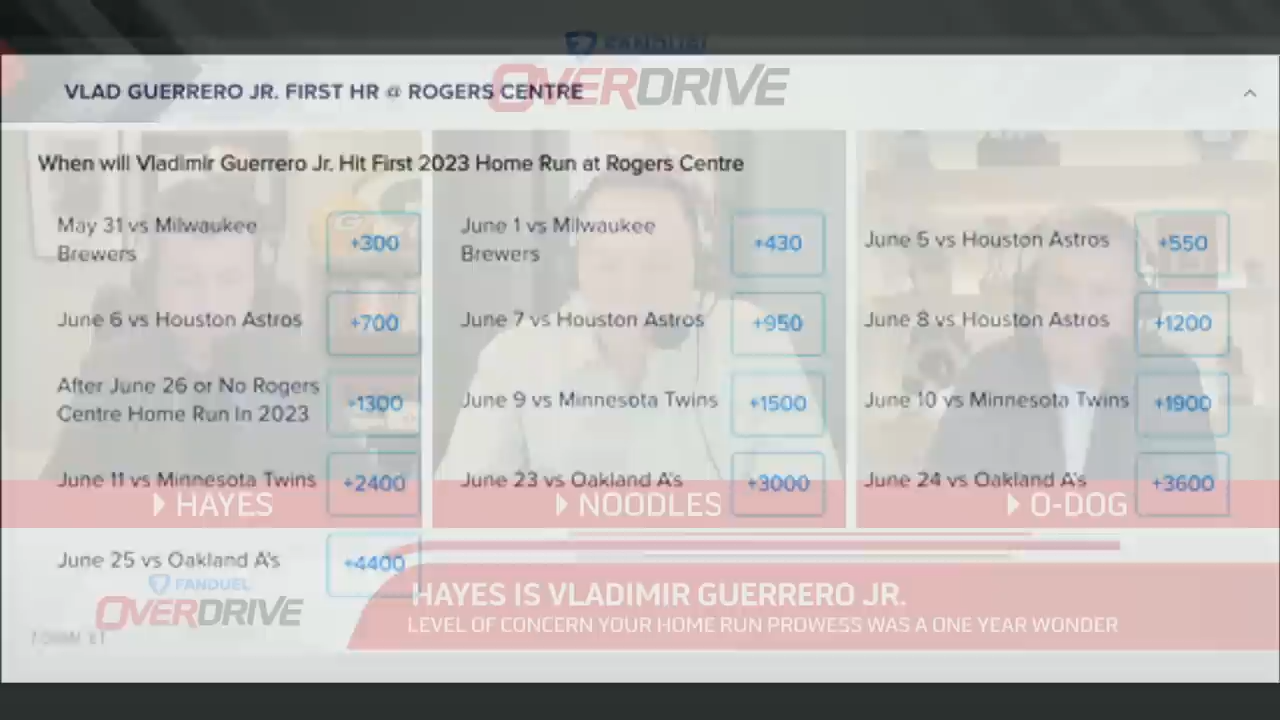 FANDUEL
OVERDRIVE
VLAD GUERRERO JR. FIRST HR @ ROGERS CENTRE
When will Vladimir Guerrero Jr. Hit First 2023 Home Run at Rogers Centre
May 31 vs Milwaukee
Brewers
+300
June 1 vs Milwaukee
Brewers
+430
June 5 vs Houston Astros
+550
June 6 vs Houston Astros
+700
June 7 vs Houston Astros
+950
June 8 vs Houston Astros
+1200
After June 26 or No Rogers
Centre Home Run In 2023
+1300
June 9 vs Minnesota Twins
+1500
June 10 vs Minnesota Twins
+1900
June 11 vs Minnesota Twins
+2400
June 23 vs Oakland A's
+3000
June 24 vs Oakland A's
+3600
HAYES
NOODLES
O-DOG
June 25 vs Oakland A's
+4400
FANDUEL
OVERDRIVE
HAYES IS VLADIMIR GUERRERO JR.
LEVEL OF CONCERN YOUR HOME RUN PROWESS WAS A ONE YEAR WONDER